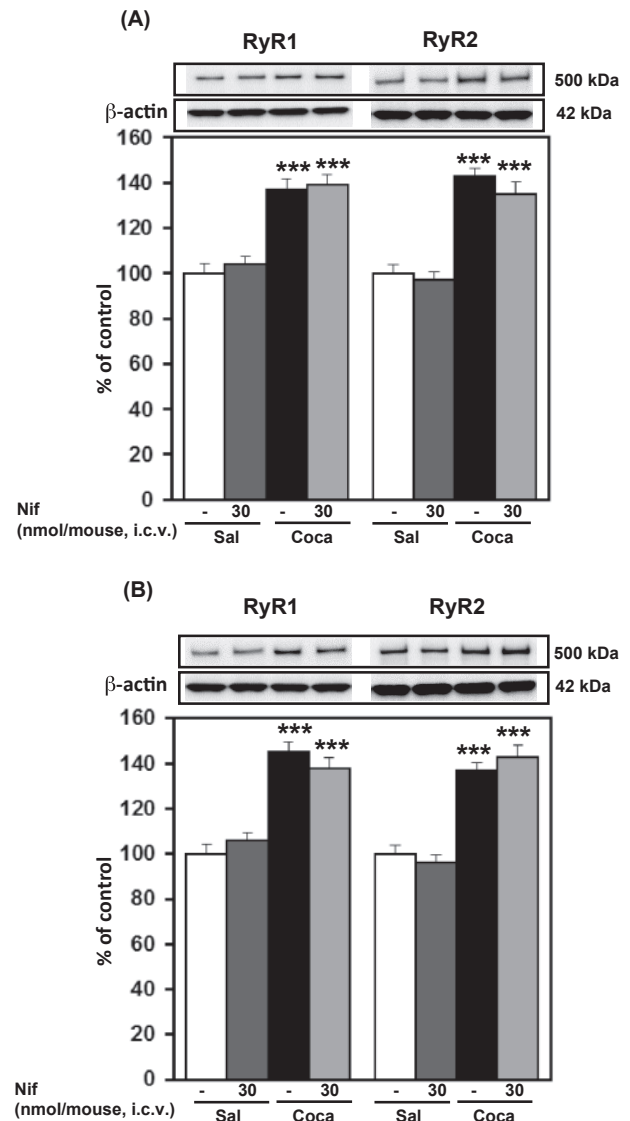 (A)
RyR1 RyR2
500 kDa
β-actin 42 kDa
160
140
120
100
80
60
40
20
0
% of control
*** *** *** ***
Nif - 30 - 30 - 30 - 30
(nmol/mouse, i.c.v.) Sal Coca Sal Coca
(B)
RyR1 RyR2
500 kDa
β-actin 42 kDa
160
140
120
100
80
60
40
20
0
% of control
*** *** *** ***
Nif - 30 - 30 - 30 - 30
(nmol/mouse, i.c.v.) Sal Coca Sal Coca